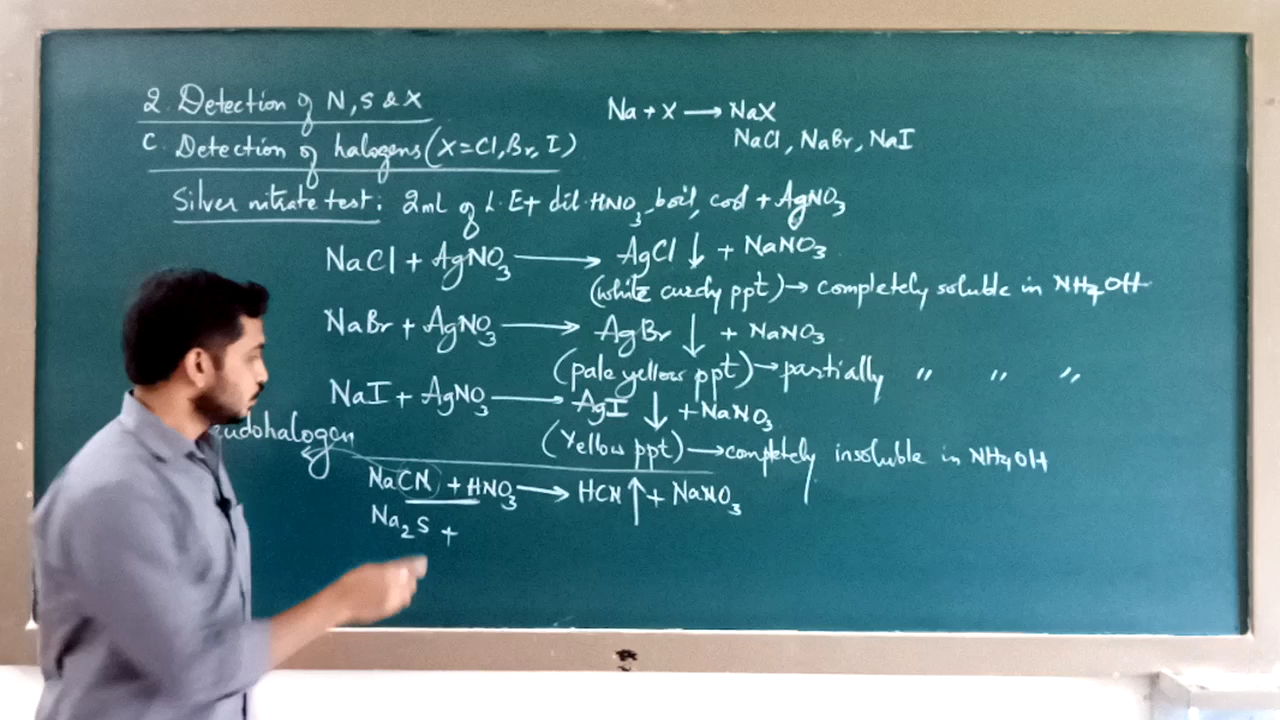 2. Detection of N, S & X
Na + X → NaX
NaCl, NaBr, NaI
C. Detection of halogens (X=Cl, Br, I)
Silver nitrate test: 2mL of L.E + dil. HNO3, boil, cool + AgNO3
NaCl + AgNO3 → AgCl ↓ + NaNO3
(white curdy ppt) → completely soluble in NH4OH
NaBr + AgNO3 → AgBr ↓ + NaNO3
(pale yellow ppt) → partially " " "
NaI + AgNO3 → AgI ↓ + NaNO3
(Yellow ppt) → completely insoluble in NH4OH
udohalogen
NaCN + HNO3 → HCN ↑ + NaNO3
Na2S +